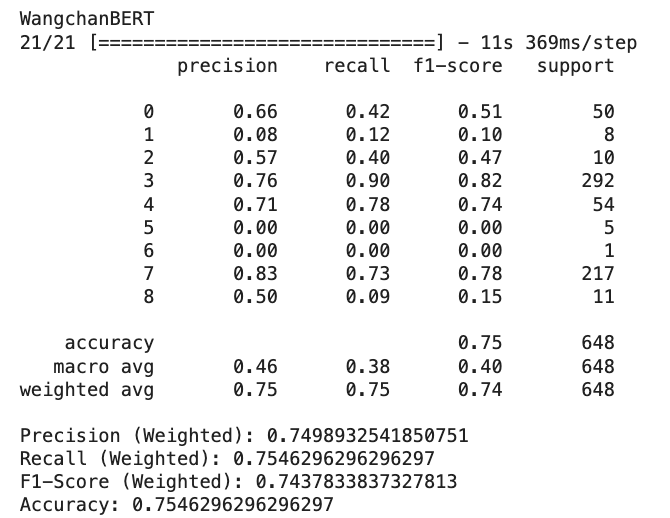 WangchanBERT
21/21 [==============================] - 11s 369ms/step
precision recall f1-score support
0 0.66 0.42 0.51 50
1 0.08 0.12 0.10 8
2 0.57 0.40 0.47 10
3 0.76 0.90 0.82 292
4 0.71 0.78 0.74 54
5 0.00 0.00 0.00 5
6 0.00 0.00 0.00 1
7 0.83 0.73 0.78 217
8 0.50 0.09 0.15 11
accuracy 0.75 648
macro avg 0.46 0.38 0.40 648
weighted avg 0.75 0.75 0.74 648
Precision (Weighted): 0.7498932541850751
Recall (Weighted): 0.7546296296296297
F1-Score (Weighted): 0.7437833837327813
Accuracy: 0.7546296296296297